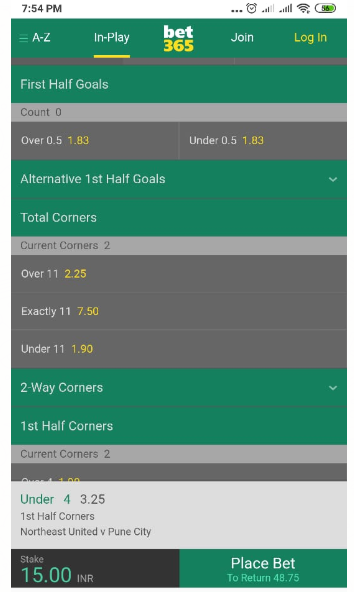 7:54 PM ... 56
A-Z In-Play bet365 Join Log In
First Half Goals
Count 0
Over 0.5 1.83 Under 0.5 1.83
Alternative 1st Half Goals
Total Corners
Current Corners 2
Over 11 2.25
Exactly 11 7.50
Under 11 1.90
2-Way Corners
1st Half Corners
Current Corners 2
Under 4 3.25
1st Half Corners
Northeast United v Pune City
Stake Place Bet
15.00 INR To Return 48.75